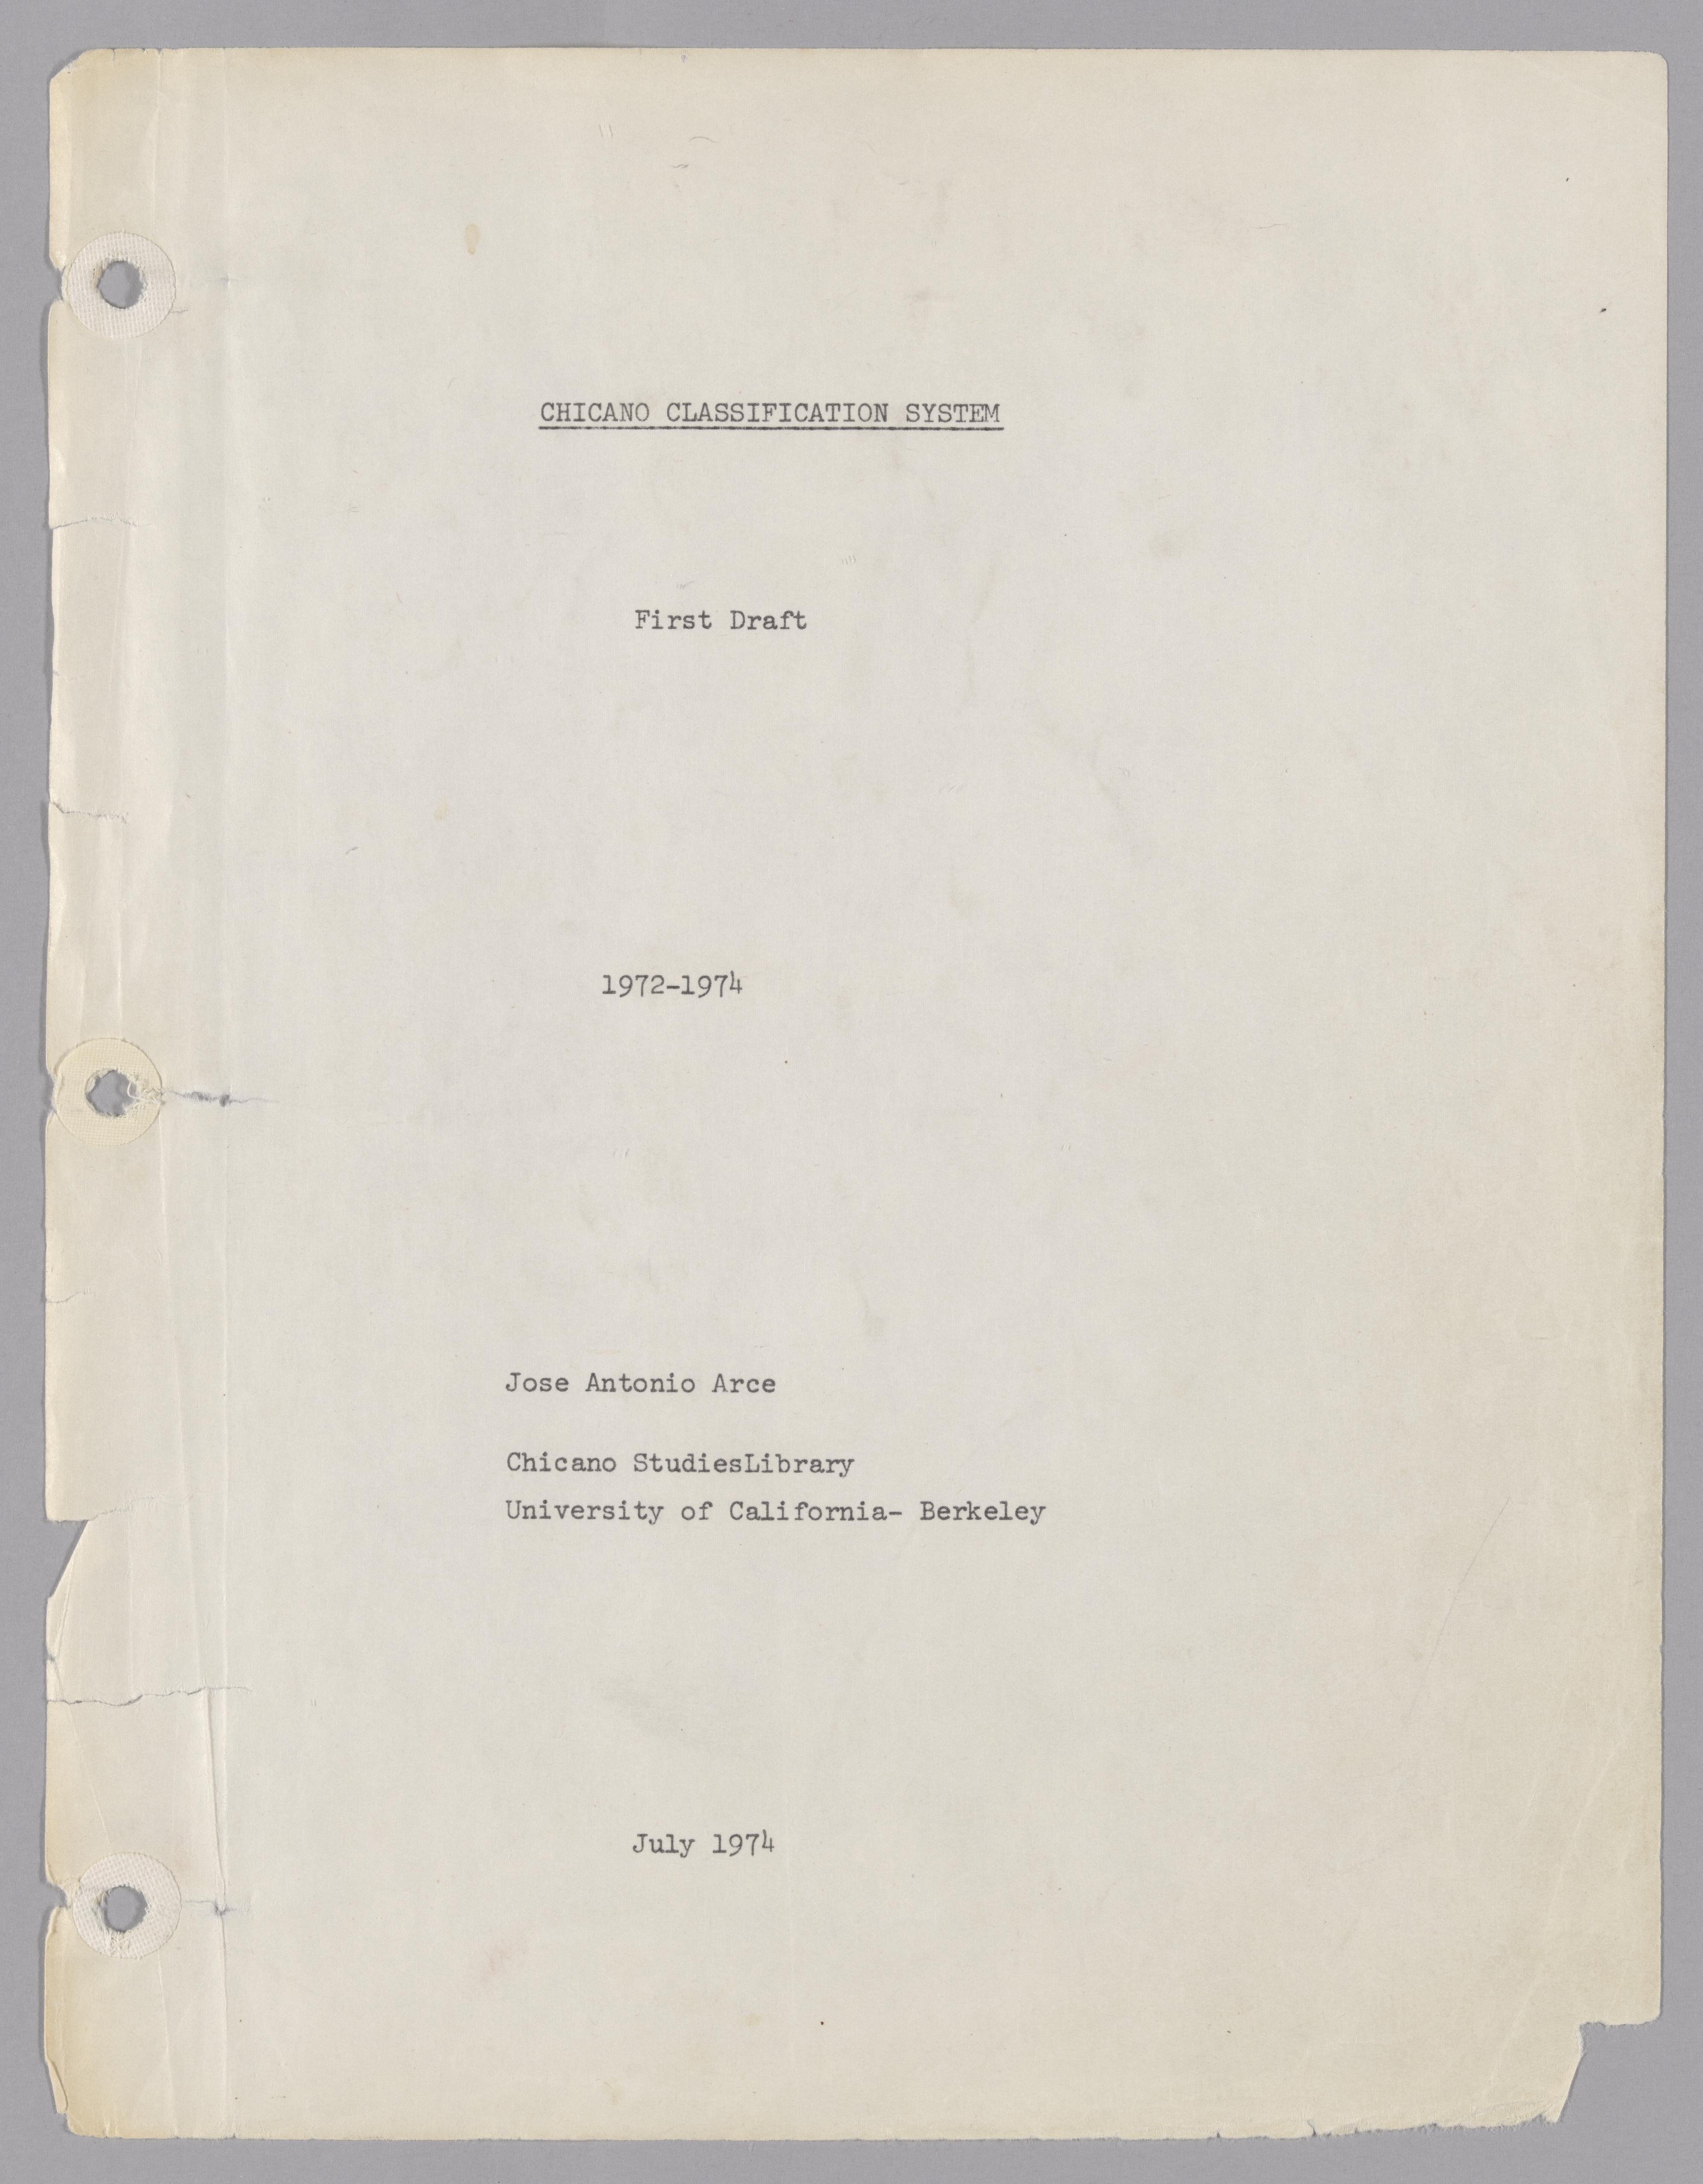 CHICANO CLASSIFICATION SYSTEM
First Draft
1972-1974
Jose Antonio Arce
Chicano StudiesLibrary
University of California- Berkeley
July 1974